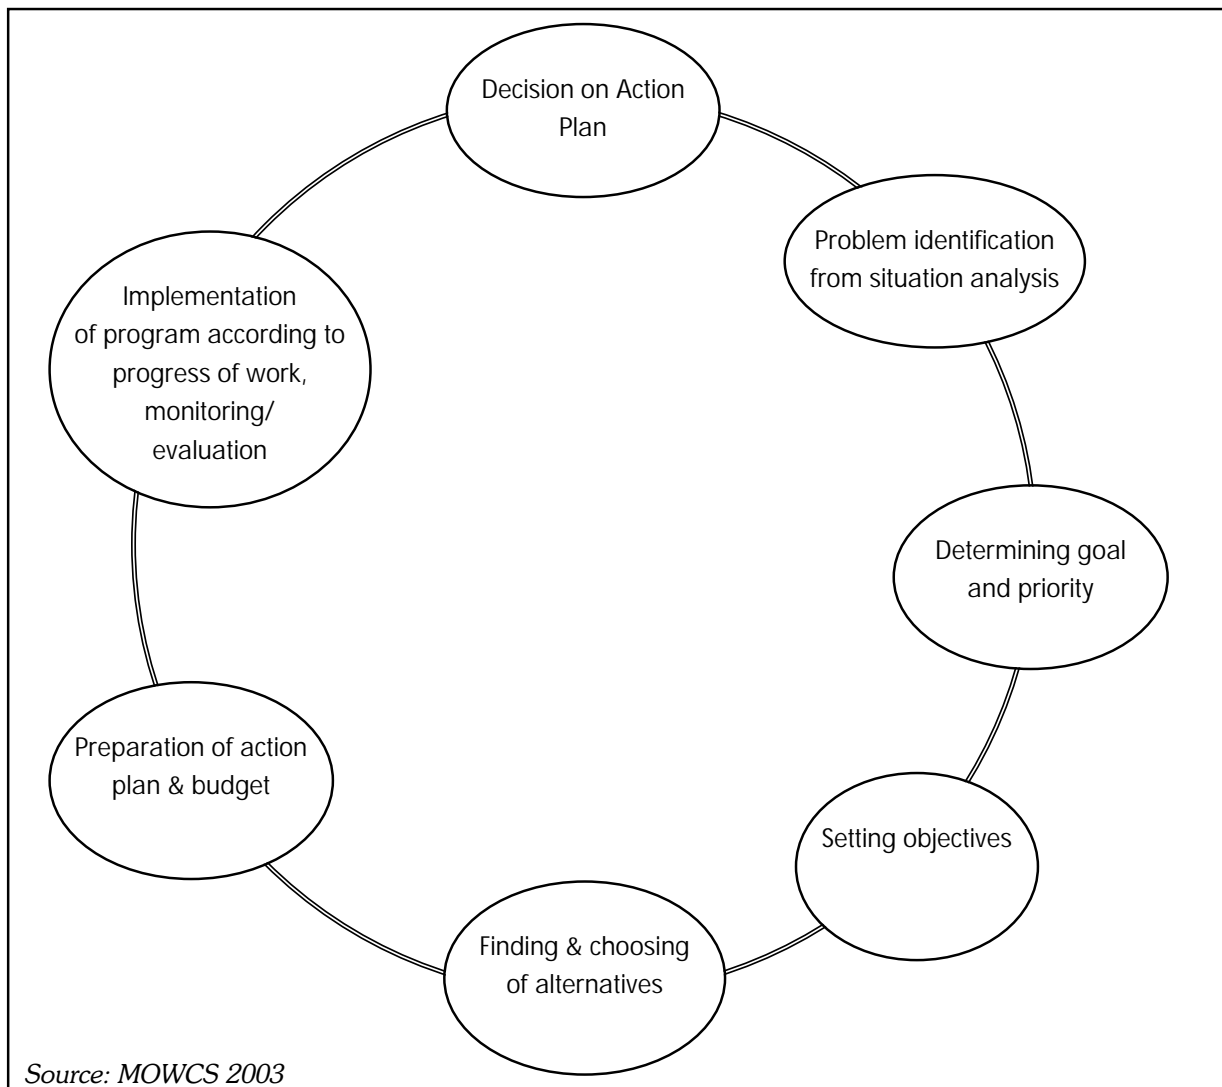 Decision on Action
Plan
Problem identification
from situation analysis
Determining goal
and priority
Setting objectives
Finding & choosing
of alternatives
Preparation of action
plan & budget
Implementation
of program according to
progress of work,
monitoring/
evaluation
Source: MOWCS 2003